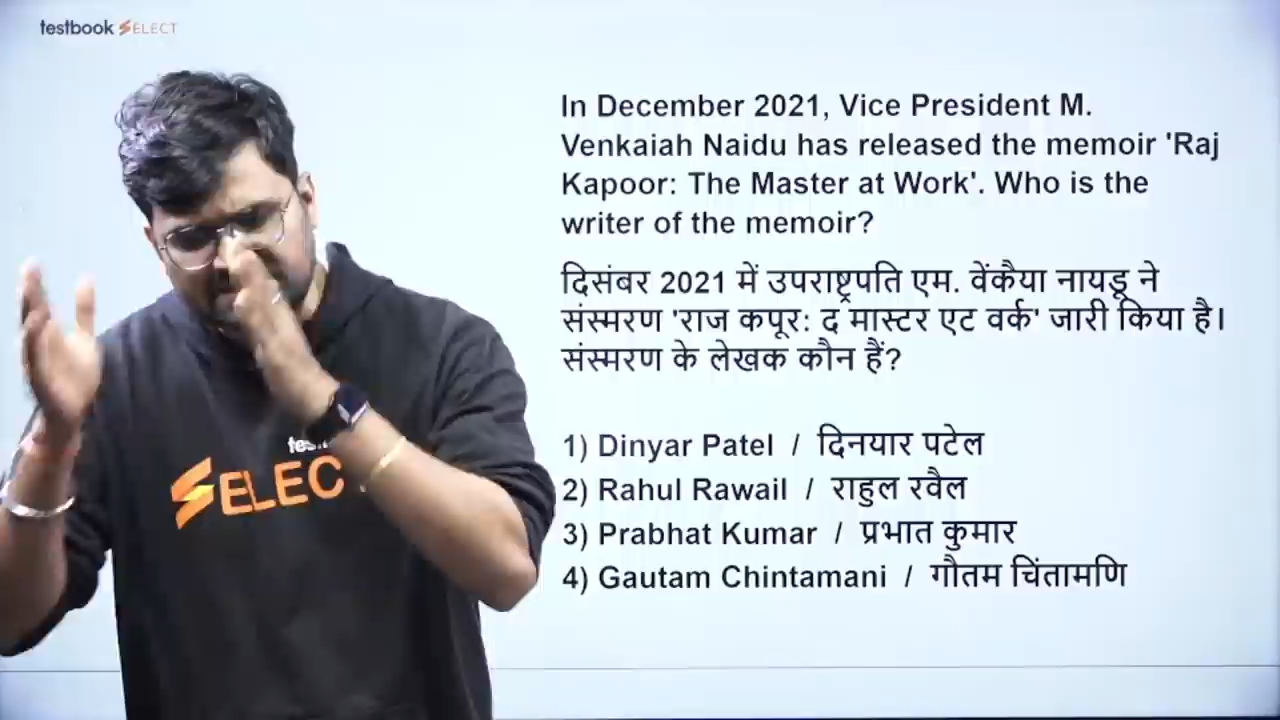 testbook SELECT
In December 2021, Vice President M.
Venkaiah Naidu has released the memoir 'Raj
Kapoor: The Master at Work'. Who is the
writer of the memoir?
दिसंबर 2021 में उपराष्ट्रपति एम. वेंकैया नायडू ने
संस्मरण 'राज कपूर: द मास्टर एट वर्क' जारी किया है।
संस्मरण के लेखक कौन हैं?
1) Dinyar Patel / दिनयार पटेल
2) Rahul Rawail / राहुल रवैल
3) Prabhat Kumar / प्रभात कुमार
4) Gautam Chintamani / गौतम चिंतामणि
SELEC